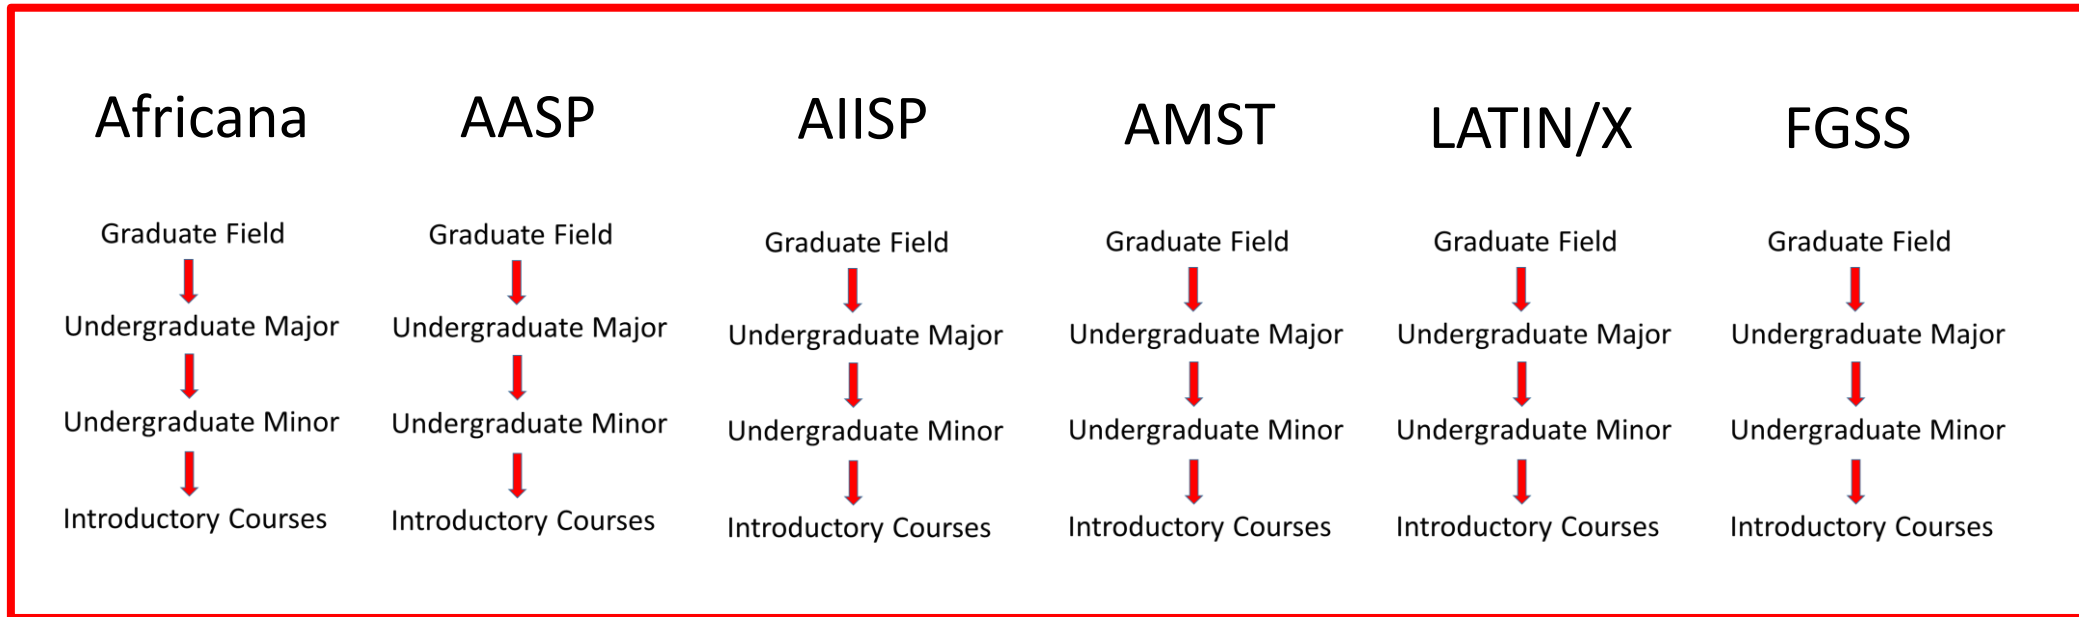 Africana
Graduate Field
Undergraduate Major
Undergraduate Minor
Introductory Courses
AASP
Graduate Field
Undergraduate Major
Undergraduate Minor
Introductory Courses
AIISP
Graduate Field
Undergraduate Major
Undergraduate Minor
Introductory Courses
AMST
Graduate Field
Undergraduate Major
Undergraduate Minor
Introductory Courses
LATIN/X
Graduate Field
Undergraduate Major
Undergraduate Minor
Introductory Courses
FGSS
Graduate Field
Undergraduate Major
Undergraduate Minor
Introductory Courses